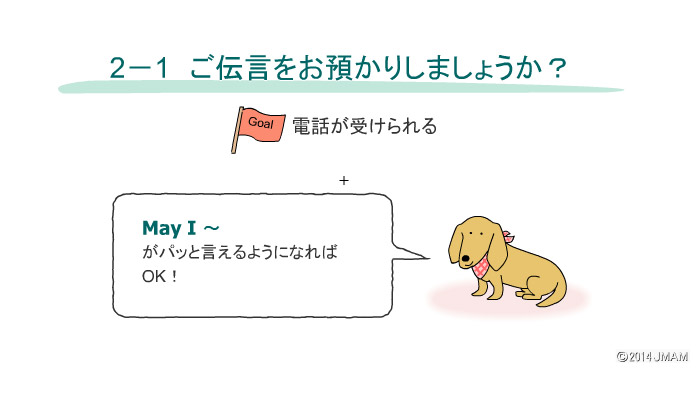 2－1 ご伝言をお預かりしましょうか？
Goal 電話が受けられる
+
May I ～
がパッと言えるようになれば
OK！
©2014 JMAM